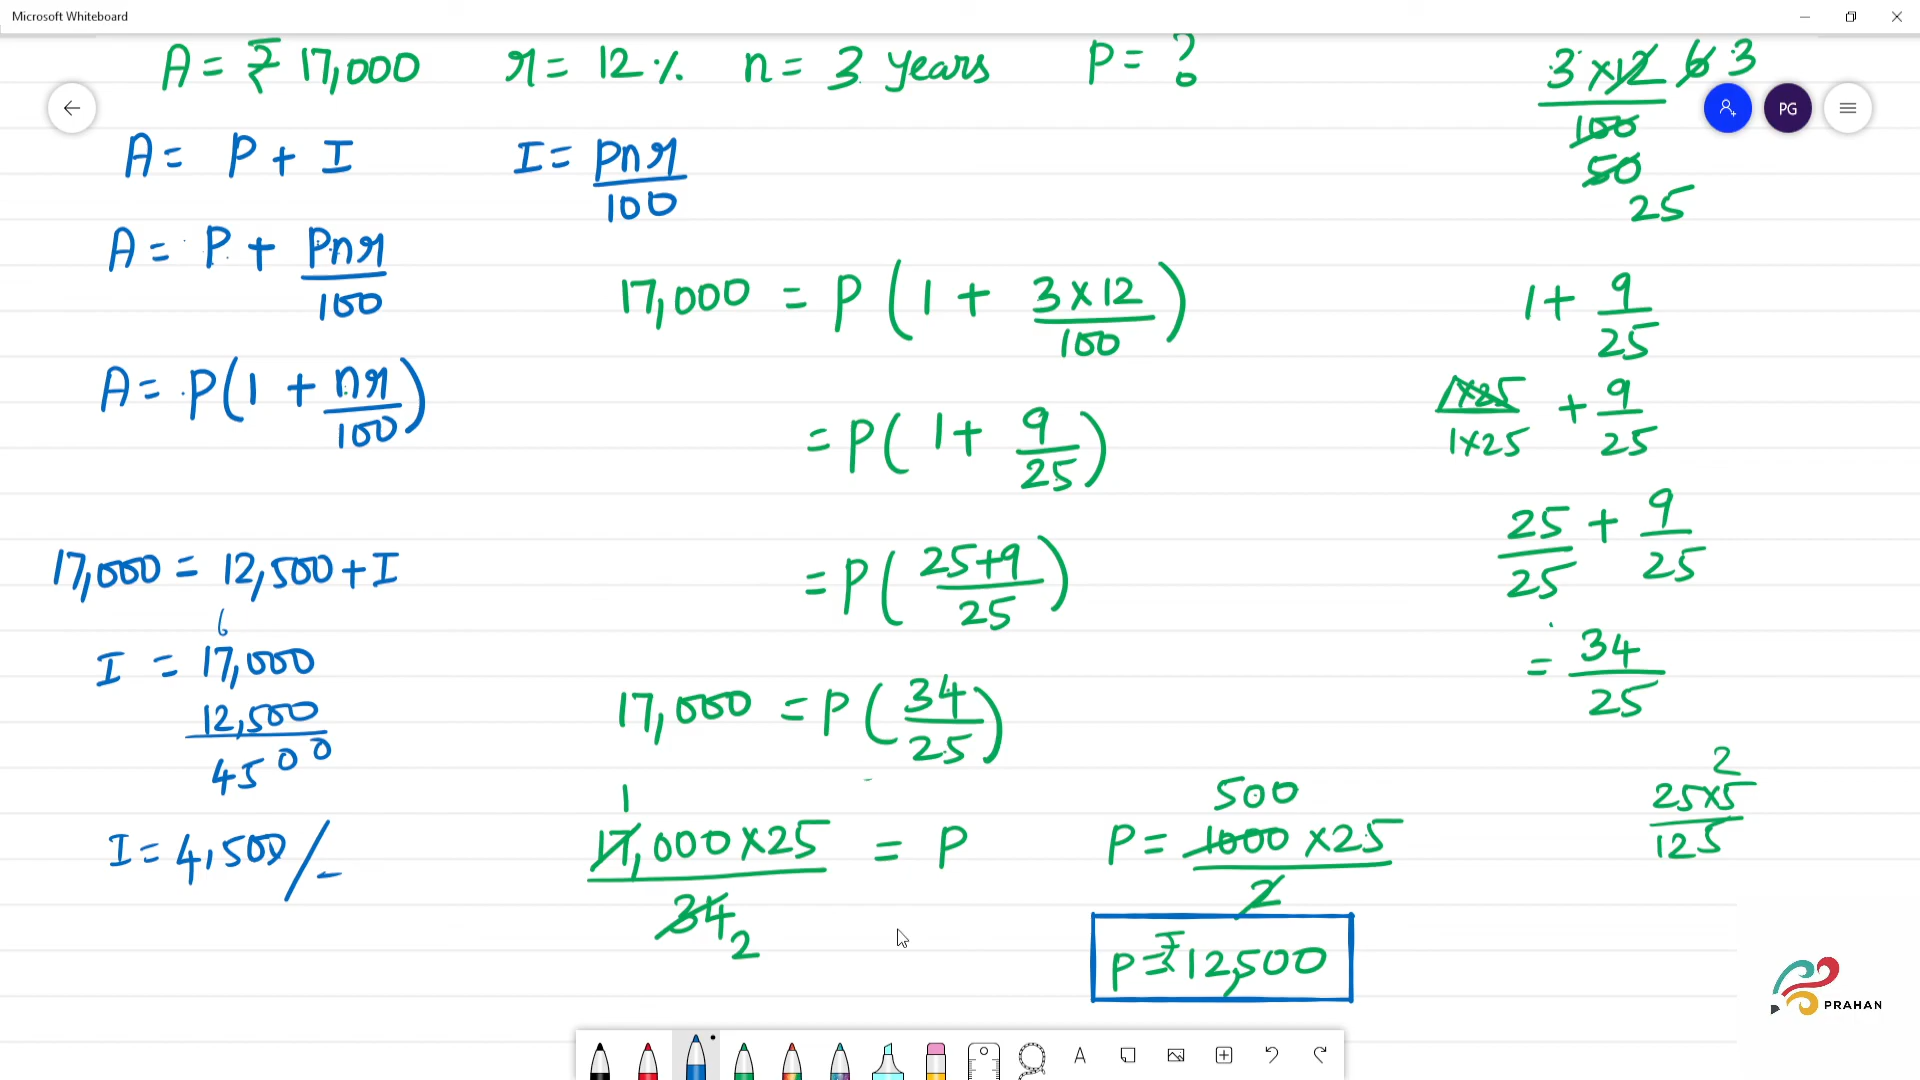 Microsoft Whiteboard
A = ₹ 17,000 r = 12% n = 3 years P = ?
A = P + I I = Pnr/100
A = P + Pnr/100
A = P(1 + nr/100)
17,000 = 12,500 + I
6
I = 17,000
12,500
4500
I = 4,500/-
17,000 = P(1 + 3×12/100)
= P(1 + 9/25)
= P(25+9/25)
17,000 = P(34/25)
1
17,000×25/34 = P
2
500
P = 1000×25/2
P = ₹12,500
3×12 6 3
100
50
25
1 + 9/25
1×25/1×25 + 9/25
25/25 + 9/25
= 34/25
2
25×5
125
PG
PRAHAN
A